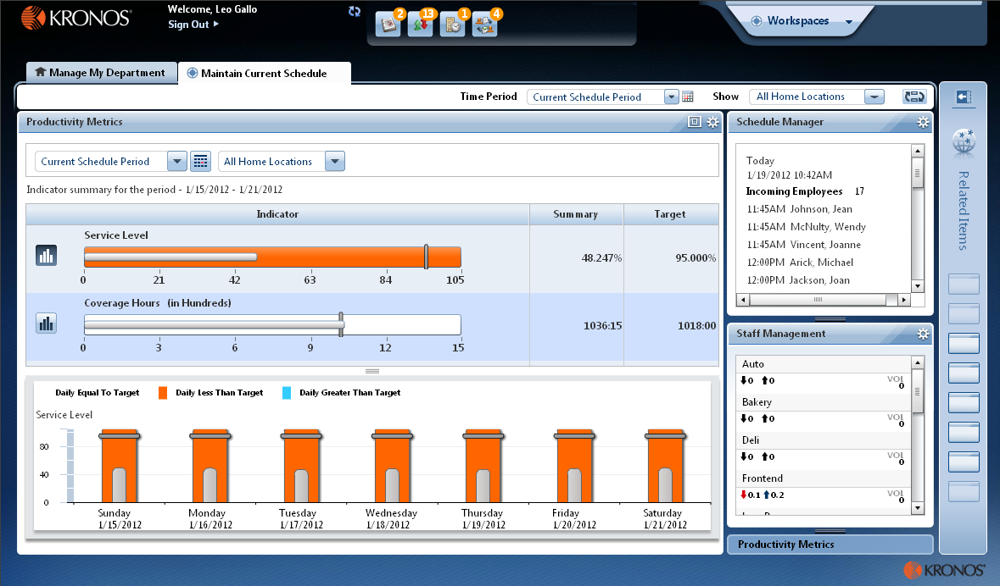 KRONOS
Welcome, Leo Gallo
Sign Out
2
13
1
4
Workspaces
Manage My Department
Maintain Current Schedule
Time Period
Current Schedule Period
Show
All Home Locations
Productivity Metrics
Current Schedule Period
All Home Locations
Indicator summary for the period - 1/15/2012 - 1/21/2012
Indicator Summary Target
Service Level
48.247% 95.000%
0 21 42 63 84 105
Coverage Hours (in Hundreds)
1036:15 1018:00
0 3 6 9 12 15
Daily Equal To Target Daily Less Than Target Daily Greater Than Target
Service Level
80
40
0
Sunday Monday Tuesday Wednesday Thursday Friday Saturday
1/15/2012 1/16/2012 1/17/2012 1/18/2012 1/19/2012 1/20/2012 1/21/2012
Schedule Manager
Today
1/19/2012 10:42AM
Incoming Employees 17
11:45AM Johnson, Jean
11:45AM McNulty, Wendy
11:45AM Vincent, Joanne
12:00PM Arick, Michael
12:00PM Jackson, Joan
Staff Management
Auto
0 0 VOL 0
Bakery
0 0 VOL 0
Deli
0 0 VOL 0
Frontend
0.1 0.2 VOL 0
Productivity Metrics
Related Items
KRONOS